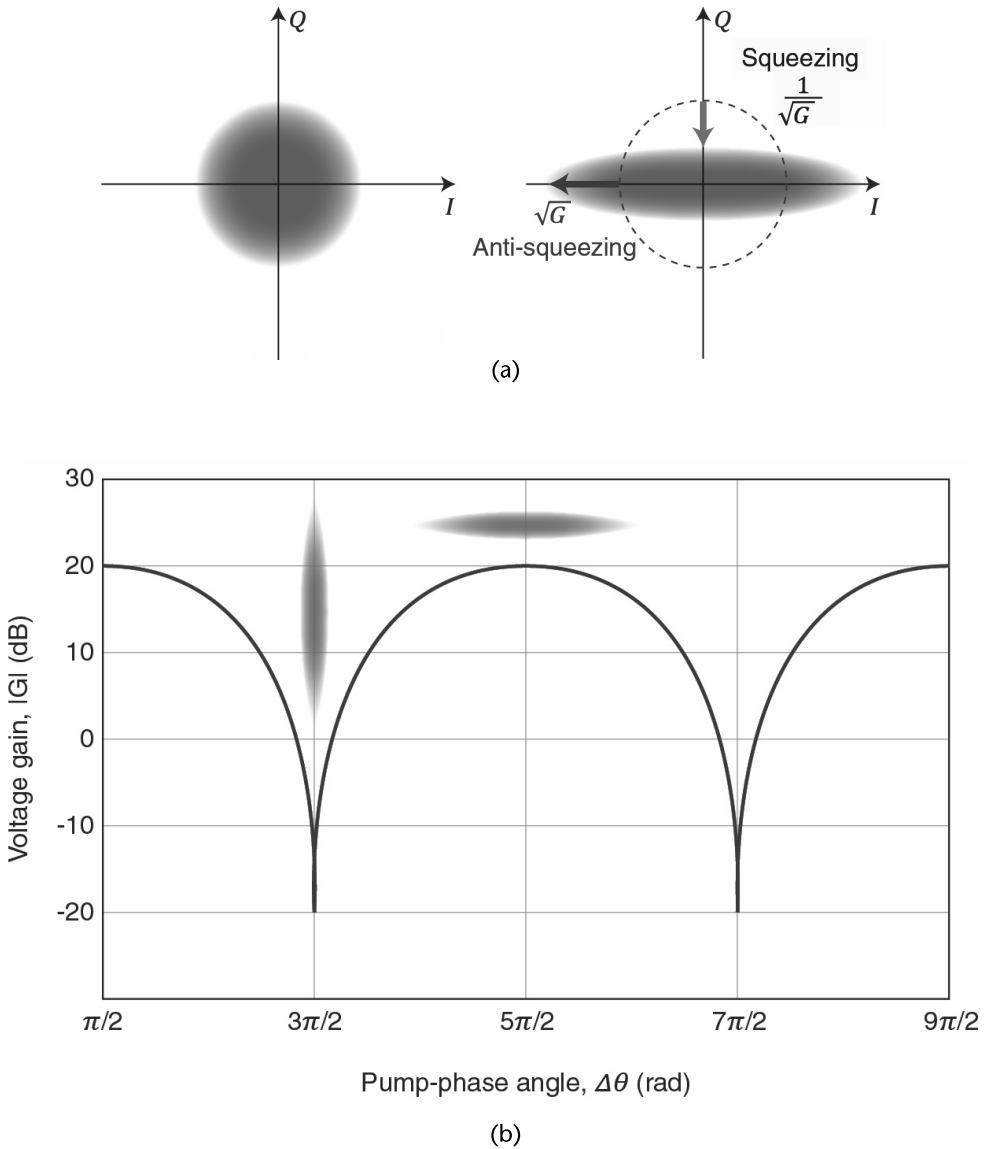 Q
I
Q
Squeezing
1
√G
I
√G
Anti-squeezing
(a)
30
20
10
0
-10
-20
Voltage gain, |G| (dB)
π/2
3π/2
5π/2
7π/2
9π/2
Pump-phase angle, Δθ (rad)
(b)